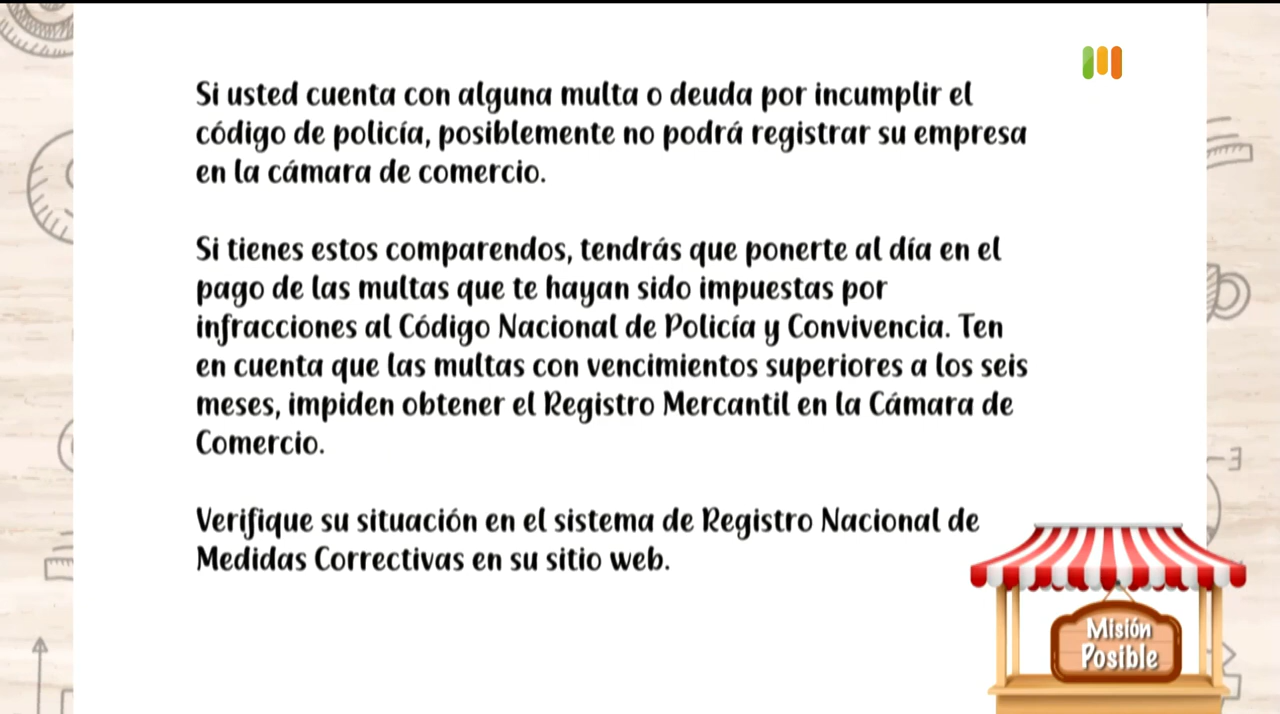 Si usted cuenta con alguna multa o deuda por incumplir el
código de policía, posiblemente no podrá registrar su empresa
en la cámara de comercio.
Si tienes estos comparendos, tendrás que ponerte al día en el
pago de las multas que te hayan sido impuestas por
infracciones al Código Nacional de Policía y Convivencia. Ten
en cuenta que las multas con vencimientos superiores a los seis
meses, impiden obtener el Registro Mercantil en la Cámara de
Comercio.
Verifique su situación en el sistema de Registro Nacional de
Medidas Correctivas en su sitio web.
Misión
Posible